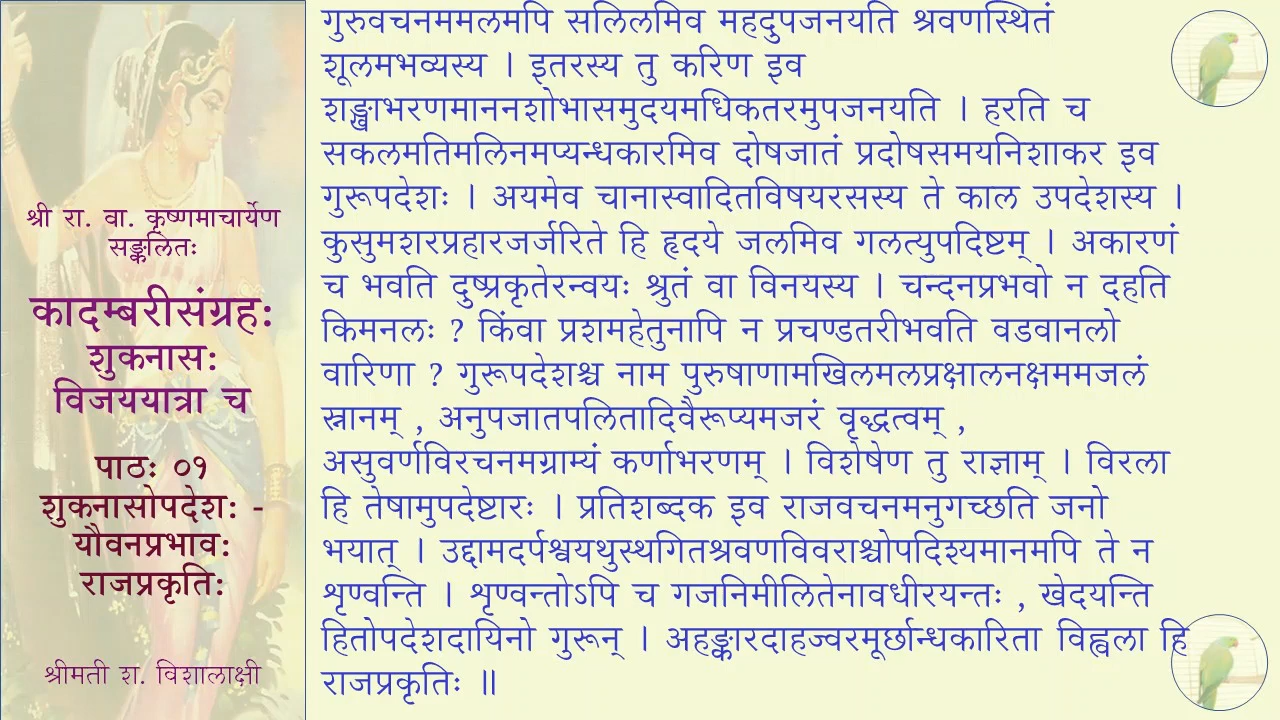 श्री रा. वा. कृष्णमाचार्येण
सङ्कलितः
कादम्बरीसंग्रह:
शुकनास:
विजययात्रा च
पाठः ०१
शुकनासोपदेश: -
यौवनप्रभाव:
राजप्रकृति:
श्रीमती श. विशालाक्षी
गुरुवचनममलमपि सलिलमिव महदुपजनयति श्रवणस्थितं
शूलमभव्यस्य । इतरस्य तु करिण इव
शङ्खाभरणमाननशोभासमुदयमधिकतरमुपजनयति । हरति च
सकलमतिमलिनमप्यन्धकारमिव दोषजातं प्रदोषसमयनिशाकर इव
गुरूपदेशः । अयमेव चानास्वादितविषयरसस्य ते काल उपदेशस्य ।
कुसुमशरप्रहारजर्जरिते हि हृदये जलमिव गलत्युपदिष्टम् । अकारणं
च भवति दुष्प्रकृतेरन्वयः श्रुतं वा विनयस्य । चन्दनप्रभवो न दहति
किमनलः ? किंवा प्रशमहेतुनापि न प्रचण्डतरीभवति वडवानलो
वारिणा ? गुरूपदेशश्च नाम पुरुषाणामखिलमलप्रक्षालनक्षममजलं
स्नानम् , अनुपजातपलितादिवैरूप्यमजरं वृद्धत्वम् ,
असुवर्णविरचनमग्राम्यं कर्णाभरणम् । विशेषेण तु राज्ञाम् । विरला
हि तेषामुपदेष्टारः । प्रतिशब्दक इव राजवचनमनुगच्छति जनो
भयात् । उद्दामदर्पश्वयथुस्थगितश्रवणविवराश्चोपदिश्यमानमपि ते न
शृण्वन्ति । शृण्वन्तोऽपि च गजनिमीलितेनावधीरयन्तः , खेदयन्ति
हितोपदेशदायिनो गुरून् । अहङ्कारदाहज्वरमूर्छान्धकारिता विह्वला हि
राजप्रकृतिः ॥